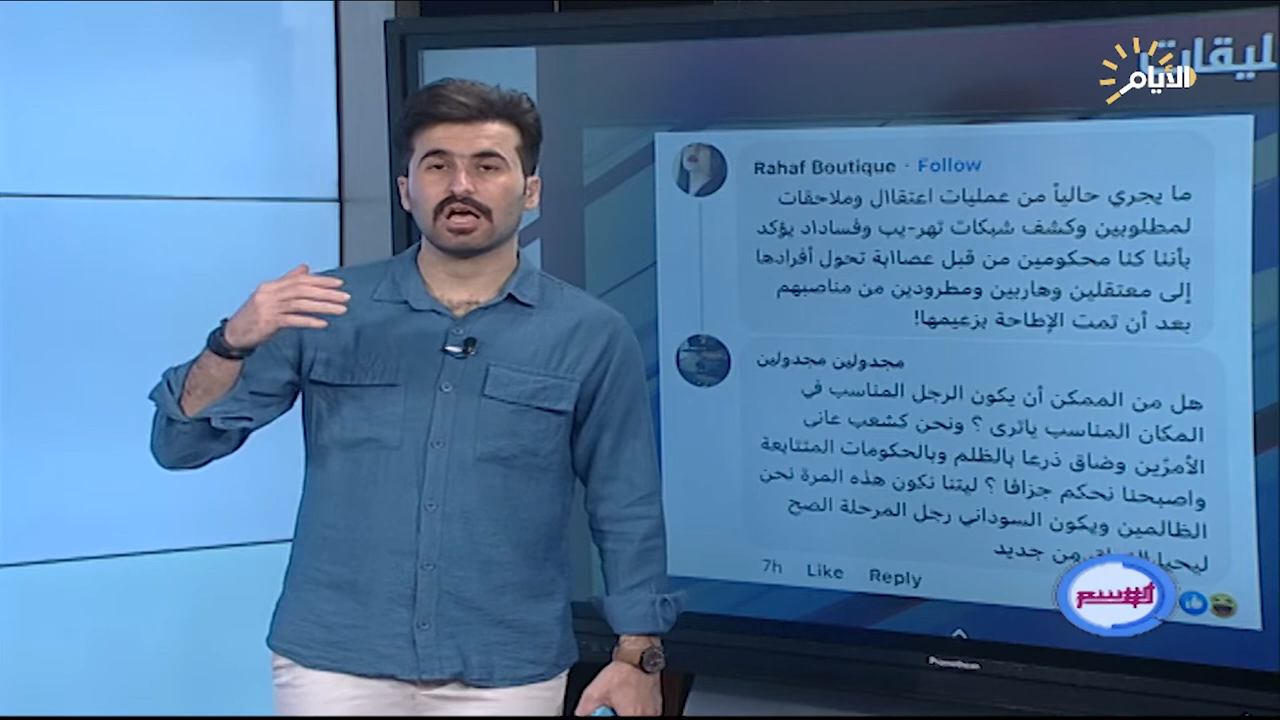 الأيام
Rahaf Boutique · Follow
ما يجري حالياً من عمليات اعتقاال وملاحقات
لمطلوبين وكشف شبكات تهر-يب وفساداد يؤكد
بأننا كنا محكومين من قبل عصاابة تحول أفرادها
إلى معتقلين وهاربين ومطرودين من مناصبهم
بعد أن تمت الإطاحة بزعيمها!
مجدولين مجدولين
هل من الممكن أن يكون الرجل المناسب في
المكان المناسب ياترى ؟ ونحن كشعب عانى
الأمرّين وضاق ذرعا بالظلم وبالحكومات المتتابعة
واصبحنا نحكم جزافا ؟ ليتنا نكون هذه المرة نحن
الظالمين ويكون السوداني رجل المرحلة الصح
من جديد
7h Like Reply
Promethean